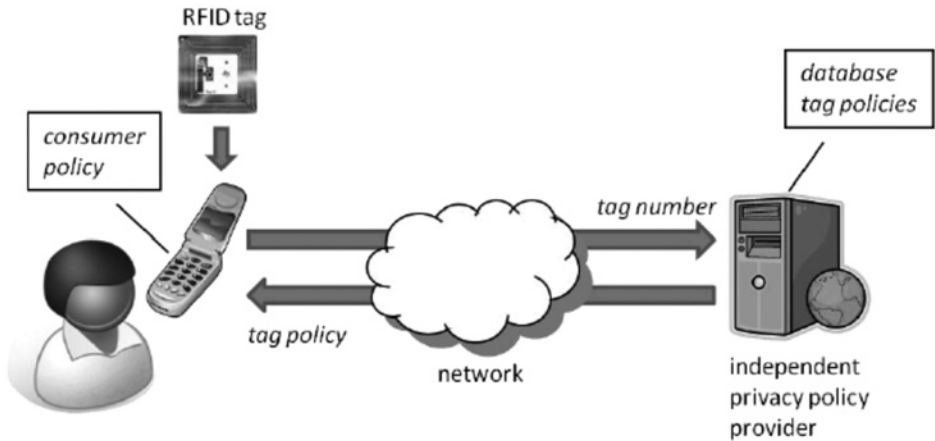 RFID tag
consumer
policy
database
tag policies
tag number
tag policy
network
independent
privacy policy
provider